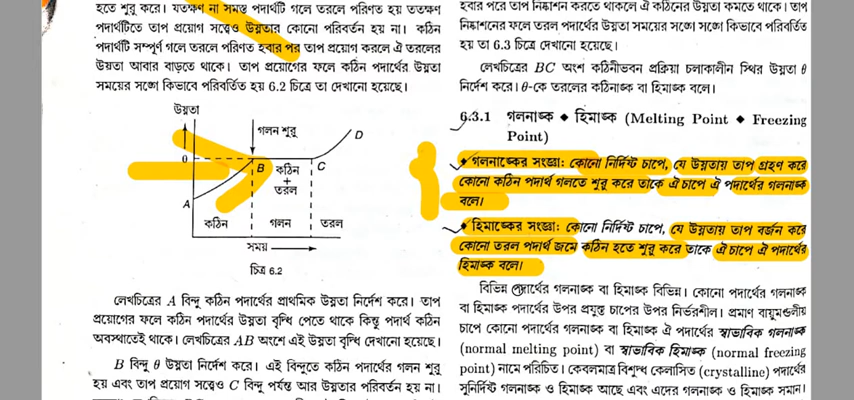 হতে শুরু করে। যতক্ষণ না সমস্ত পদার্থটি গলে তরলে পরিণত হয় ততক্ষণ
পদার্থটিতে তাপ প্রয়োগ সত্ত্বেও উষ্ণতার কোনো পরিবর্তন হয় না। কঠিন
পদার্থটি সম্পূর্ণ গলে তরলে পরিণত হবার পর তাপ প্রয়োগ করলে ঐ তরলের
উষ্ণতা আবার বাড়তে থাকে। তাপ প্রয়োগের ফলে কঠিন পদার্থের উষ্ণতা
সময়ের সঙ্গে কিভাবে পরিবর্তিত হয় 6.2 চিত্রে তা দেখানো হয়েছে।
উষ্ণতা
গলন শুরু
D
θ
B
C
কঠিন
+
তরল
A
কঠিন
গলন
তরল
সময়
চিত্র 6.2
লেখচিত্রের A বিন্দু কঠিন পদার্থের প্রাথমিক উষ্ণতা নির্দেশ করে। তাপ
প্রয়োগের ফলে কঠিন পদার্থের উষ্ণতা বৃদ্ধি পেতে থাকে কিন্তু পদার্থ কঠিন
অবস্থাতেই থাকে। লেখচিত্রের AB অংশে এই উষ্ণতা বৃদ্ধি দেখানো হয়েছে।
B বিন্দু θ উষ্ণতা নির্দেশ করে। এই বিন্দুতে কঠিন পদার্থের গলন শুরু
হয় এবং তাপ প্রয়োগ সত্ত্বেও C বিন্দু পর্যন্ত আর উষ্ণতার পরিবর্তন হয় না।
হবার পরে তাপ নিষ্কাশন করতে থাকলে ঐ কঠিনের উষ্ণতা কমতে থাকে। তাপ
নিষ্কাশনের ফলে তরল পদার্থের উষ্ণতা সময়ের সঙ্গে সঙ্গে কিভাবে পরিবর্তিত
হয় তা 6.3 চিত্রে দেখানো হয়েছে।
লেখচিত্রের BC অংশ কঠিনীভবন প্রক্রিয়া চলাকালীন স্থির উষ্ণতা θ
নির্দেশ করে। θ-কে তরলের কঠিনাঙ্ক বা হিমাঙ্ক বলে।
6.3.1 গলনাঙ্ক ◆ হিমাঙ্ক (Melting Point ◆ Freezing
Point)
◆ গলনাঙ্কের সংজ্ঞা: কোনো নির্দিষ্ট চাপে, যে উষ্ণতায় তাপ গ্রহণ করে
কোনো কঠিন পদার্থ গলতে শুরু করে তাকে ঐ চাপে ঐ পদার্থের গলনাঙ্ক
বলে।
◆ হিমাঙ্কের সংজ্ঞা: কোনো নির্দিষ্ট চাপে, যে উষ্ণতায় তাপ বর্জন করে
কোনো তরল পদার্থ জমে কঠিন হতে শুরু করে তাকে ঐ চাপে ঐ পদার্থের
হিমাঙ্ক বলে।
বিভিন্ন পদার্থের গলনাঙ্ক বা হিমাঙ্ক বিভিন্ন। কোনো পদার্থের গলনাঙ্ক
বা হিমাঙ্ক পদার্থের উপর প্রযুক্ত চাপের উপর নির্ভরশীল। প্রমাণ বায়ুমণ্ডলীয়
চাপে কোনো পদার্থের গলনাঙ্ক বা হিমাঙ্ক ঐ পদার্থের স্বাভাবিক গলনাঙ্ক
(normal melting point) বা স্বাভাবিক হিমাঙ্ক (normal freezing
point) নামে পরিচিত। কেবলমাত্র বিশুদ্ধ কেলাসিত (crystalline) পদার্থের
সুনির্দিষ্ট গলনাঙ্ক ও হিমাঙ্ক আছে এবং এদের গলনাঙ্ক ও হিমাঙ্ক সমান।